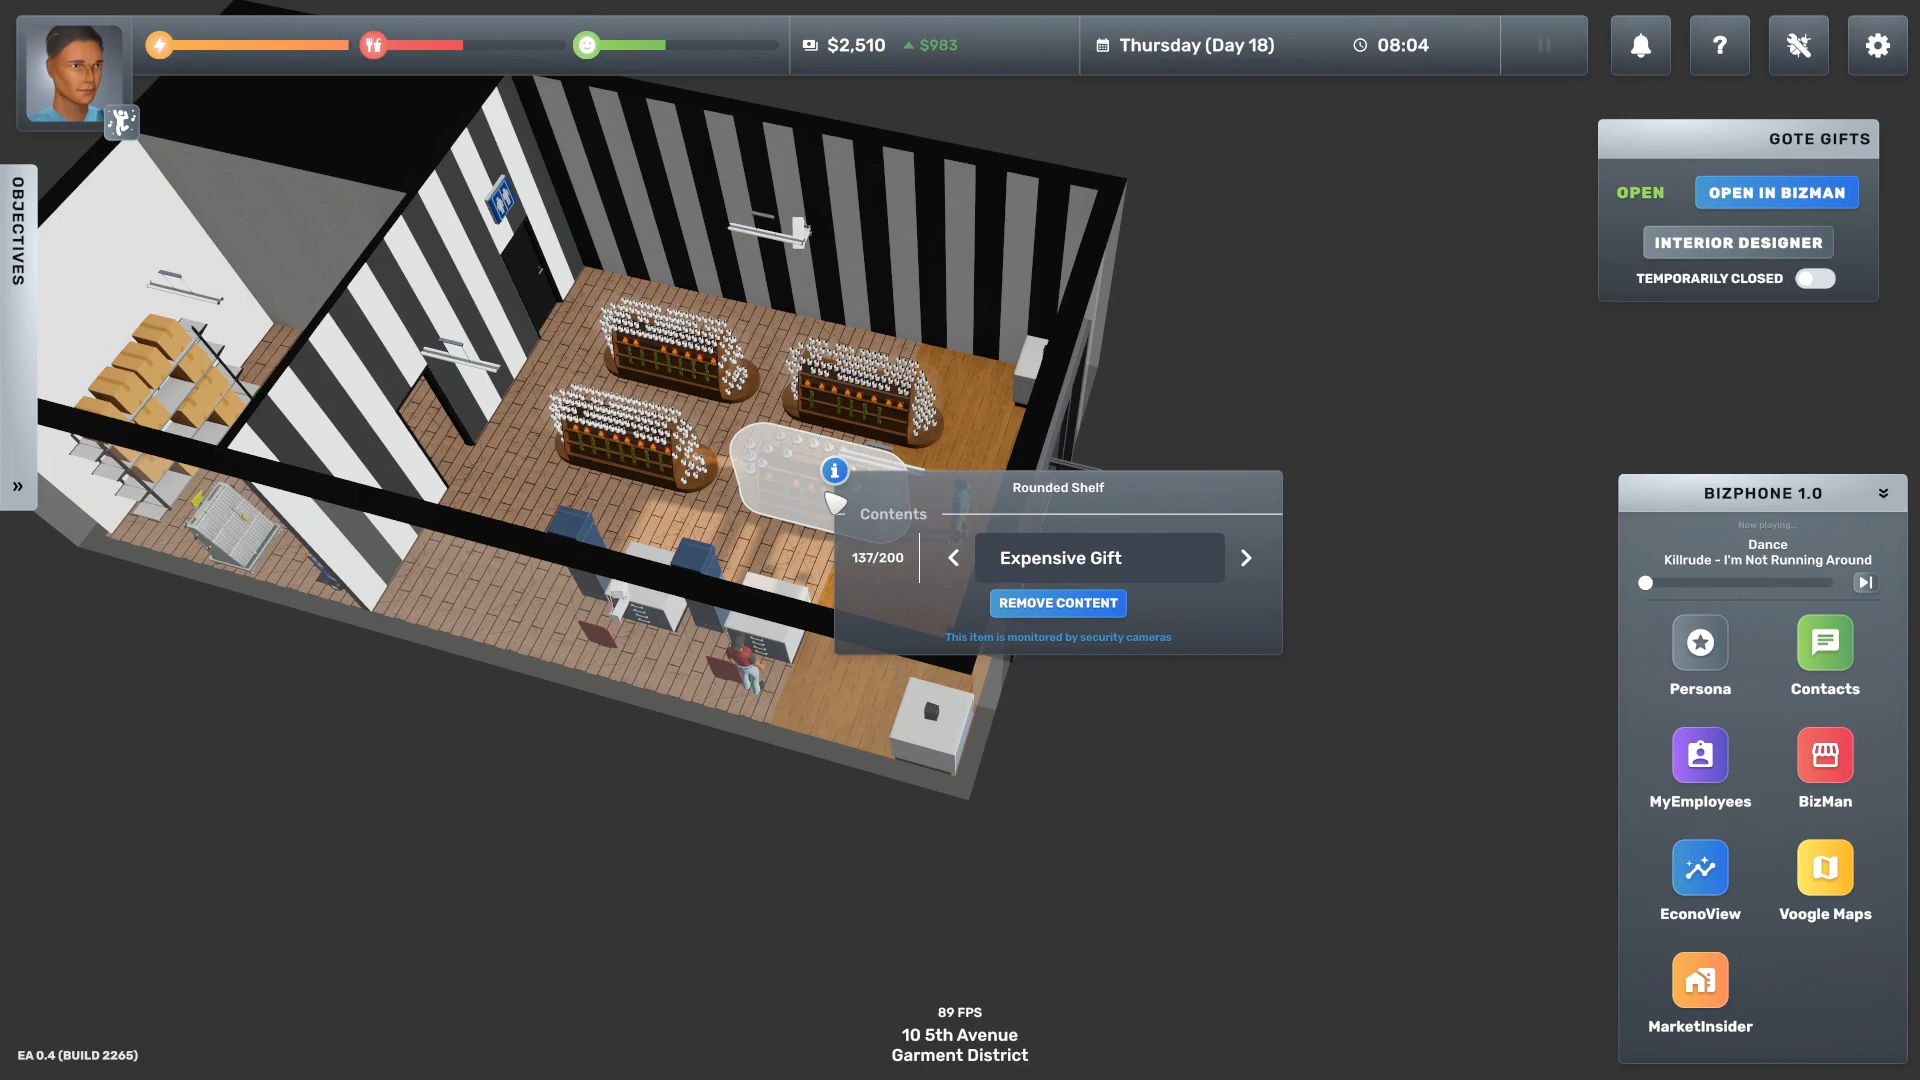 $2,510 $983
Thursday (Day 18)
08:04
?
OBJECTIVES
GOTE GIFTS
OPEN
OPEN IN BIZMAN
INTERIOR DESIGNER
TEMPORARILY CLOSED
Rounded Shelf
Contents
137/200
Expensive Gift
REMOVE CONTENT
This item is monitored by security cameras
BIZPHONE 1.0
Now playing...
Dance
Killrude - I'm Not Running Around
Persona
Contacts
MyEmployees
BizMan
EconoView
Voogle Maps
MarketInsider
89 FPS
10 5th Avenue
Garment District
EA 0.4 (BUILD 2265)